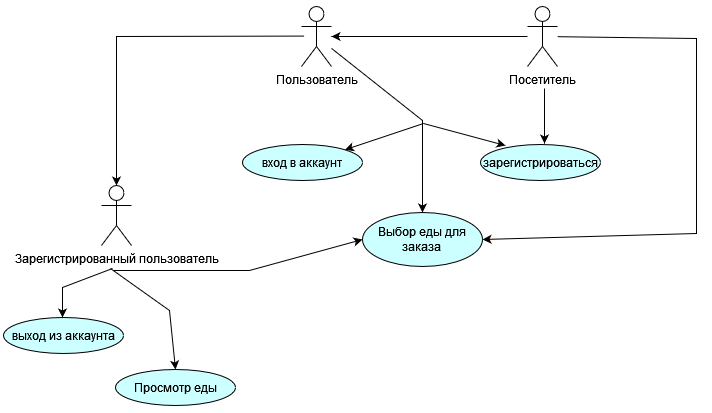 Пользователь
Посетитель
вход в аккаунт
зарегистрироваться
Выбор еды для
заказа
Зарегистрированный пользователь
выход из аккаунта
Просмотр еды